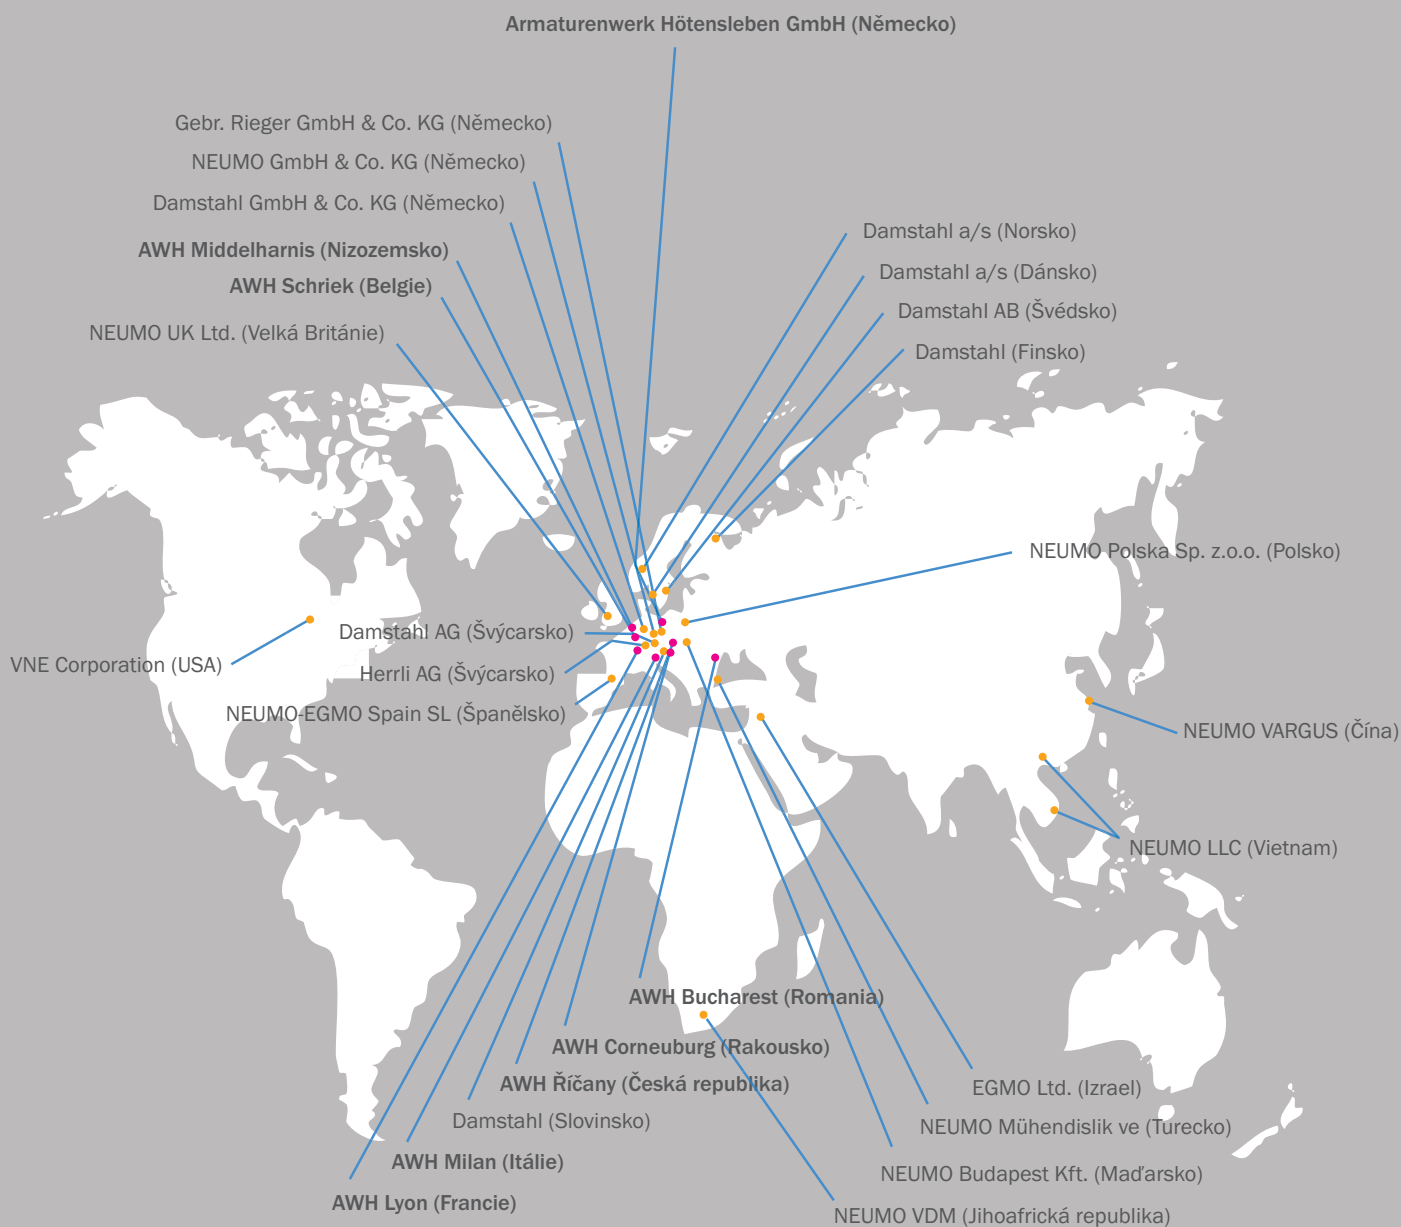 Armaturenwerk Hötensleben GmbH (Německo)
Gebr. Rieger GmbH & Co. KG (Německo)
NEUMO GmbH & Co. KG (Německo)
Damstahl GmbH & Co. KG (Německo)
AWH Middelharnis (Nizozemsko)
AWH Schriek (Belgie)
NEUMO UK Ltd. (Velká Británie)
Damstahl a/s (Norsko)
Damstahl a/s (Dánsko)
Damstahl AB (Švédsko)
Damstahl (Finsko)
NEUMO Polska Sp. z.o.o. (Polsko)
Damstahl AG (Švýcarsko)
VNE Corporation (USA)
Herrli AG (Švýcarsko)
NEUMO-EGMO Spain SL (Španělsko)
NEUMO VARGUS (Čína)
NEUMO LLC (Vietnam)
AWH Bucharest (Romania)
AWH Corneuburg (Rakousko)
AWH Říčany (Česká republika)
Damstahl (Slovinsko)
AWH Milan (Itálie)
AWH Lyon (Francie)
EGMO Ltd. (Izrael)
NEUMO Mühendislik ve (Turecko)
NEUMO Budapest Kft. (Maďarsko)
NEUMO VDM (Jihoafrická republika)